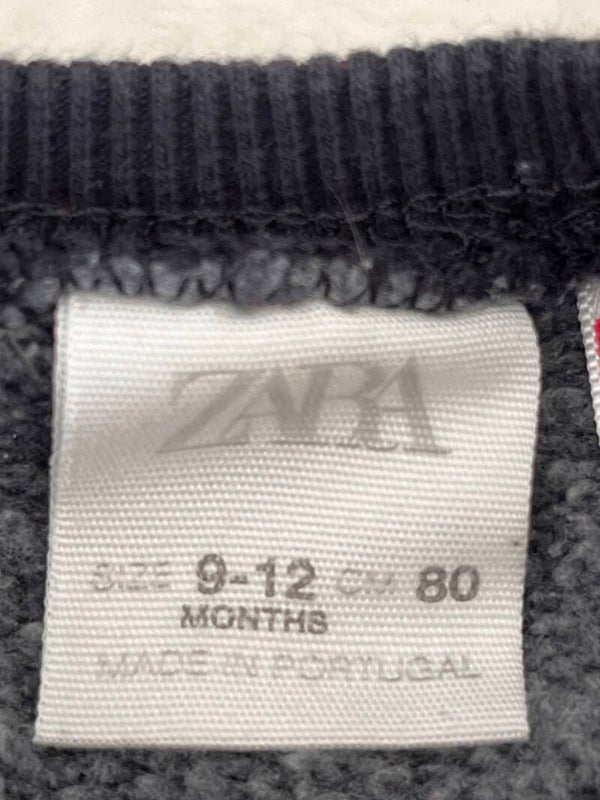 ZARA
SIZE 9-12 CM 80
MONTHS
MADE IN PORTUGAL